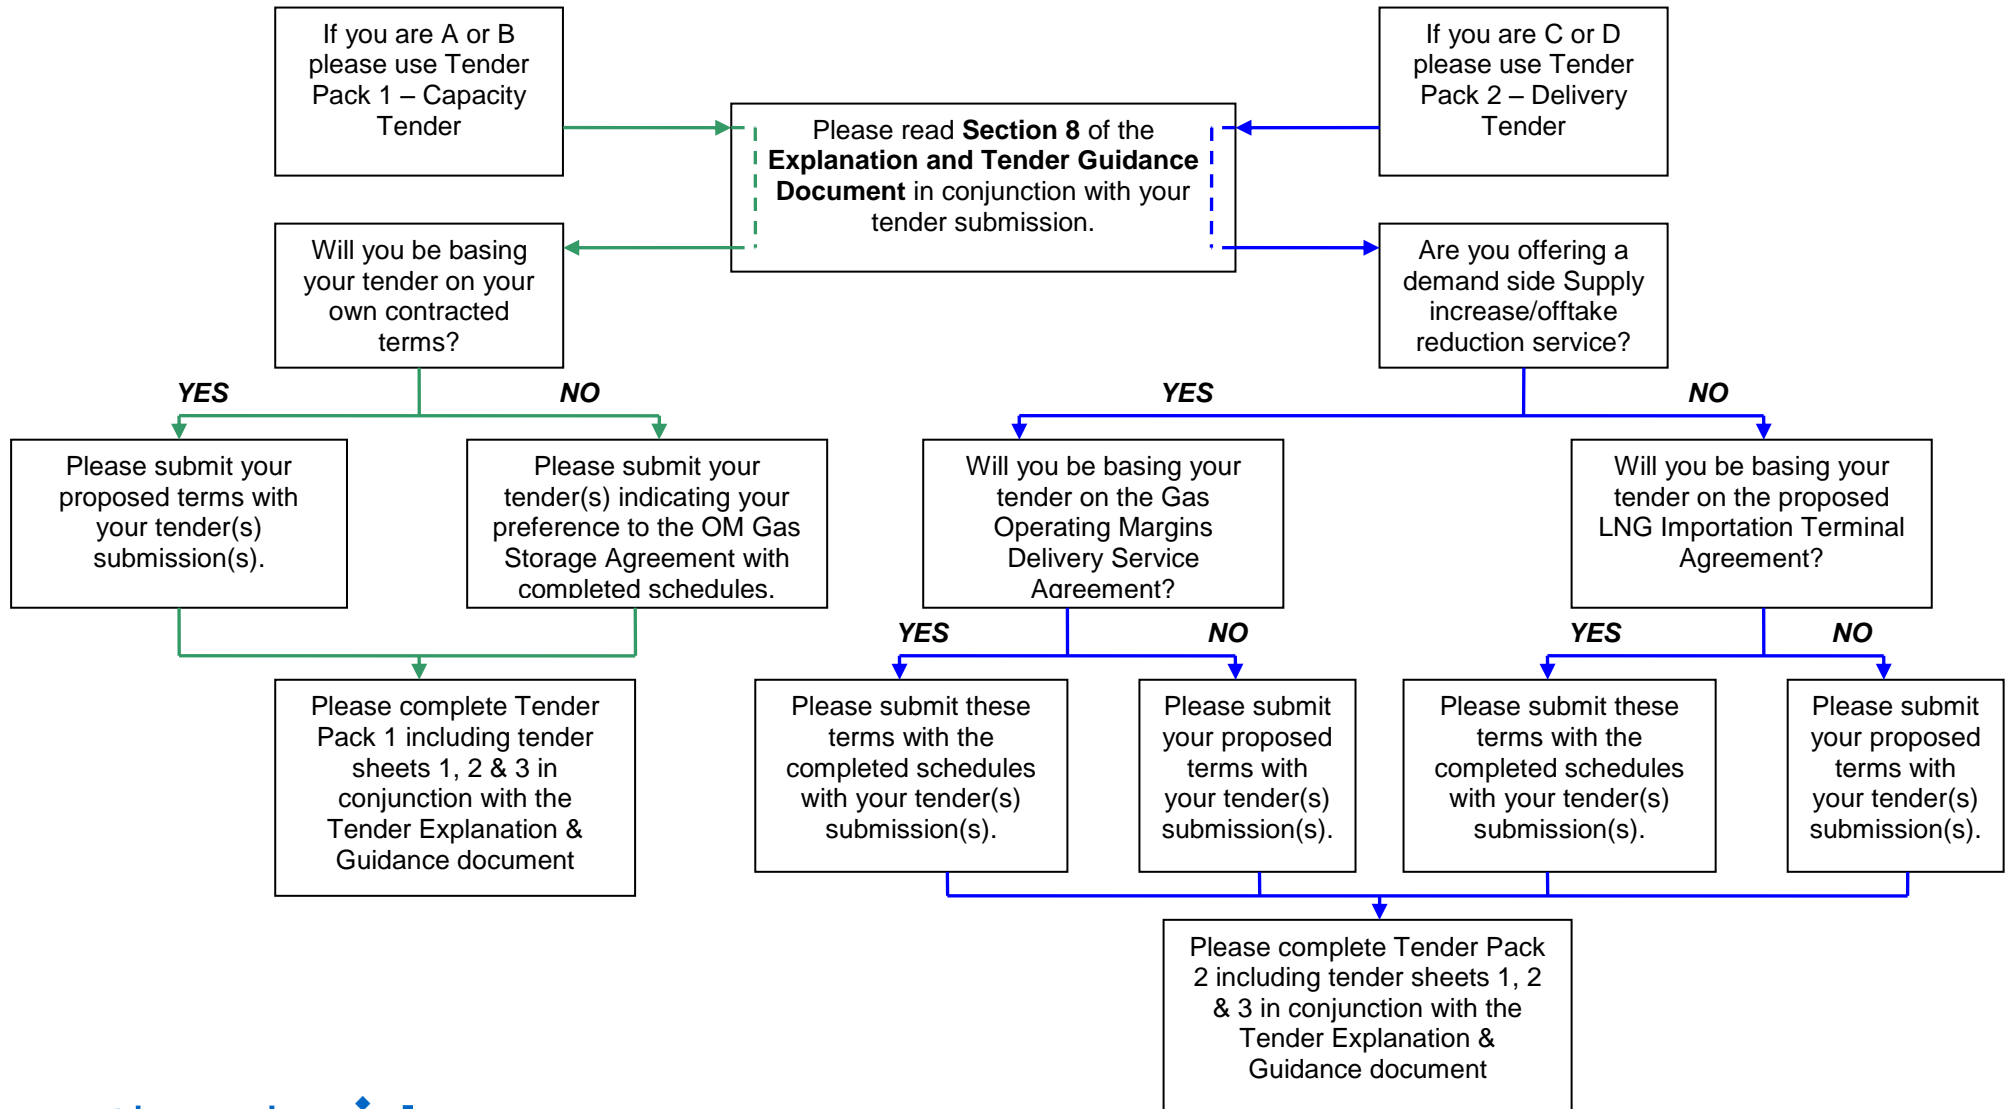 If you are A or B
please use Tender
Pack 1 – Capacity
Tender
If you are C or D
please use Tender
Pack 2 – Delivery
Tender
Please read Section 8 of the
Explanation and Tender Guidance
Document in conjunction with your
tender submission.
Will you be basing
your tender on your
own contracted
terms?
Are you offering a
demand side Supply
increase/offtake
reduction service?
YES
NO
YES
NO
Please submit your
proposed terms with
your tender(s)
submission(s).
Please submit your
tender(s) indicating your
preference to the OM Gas
Storage Agreement with
completed schedules.
Will you be basing your
tender on the Gas
Operating Margins
Delivery Service
Agreement?
Will you be basing your
tender on the proposed
LNG Importation Terminal
Agreement?
YES
NO
YES
NO
Please complete Tender
Pack 1 including tender
sheets 1, 2 & 3 in
conjunction with the
Tender Explanation &
Guidance document
Please submit these
terms with the
completed schedules
with your tender(s)
submission(s).
Please submit
your proposed
terms with
your tender(s)
submission(s).
Please submit these
terms with the
completed schedules
with your tender(s)
submission(s).
Please submit
your proposed
terms with
your tender(s)
submission(s).
Please complete Tender Pack
2 including tender sheets 1, 2
& 3 in conjunction with the
Tender Explanation &
Guidance document